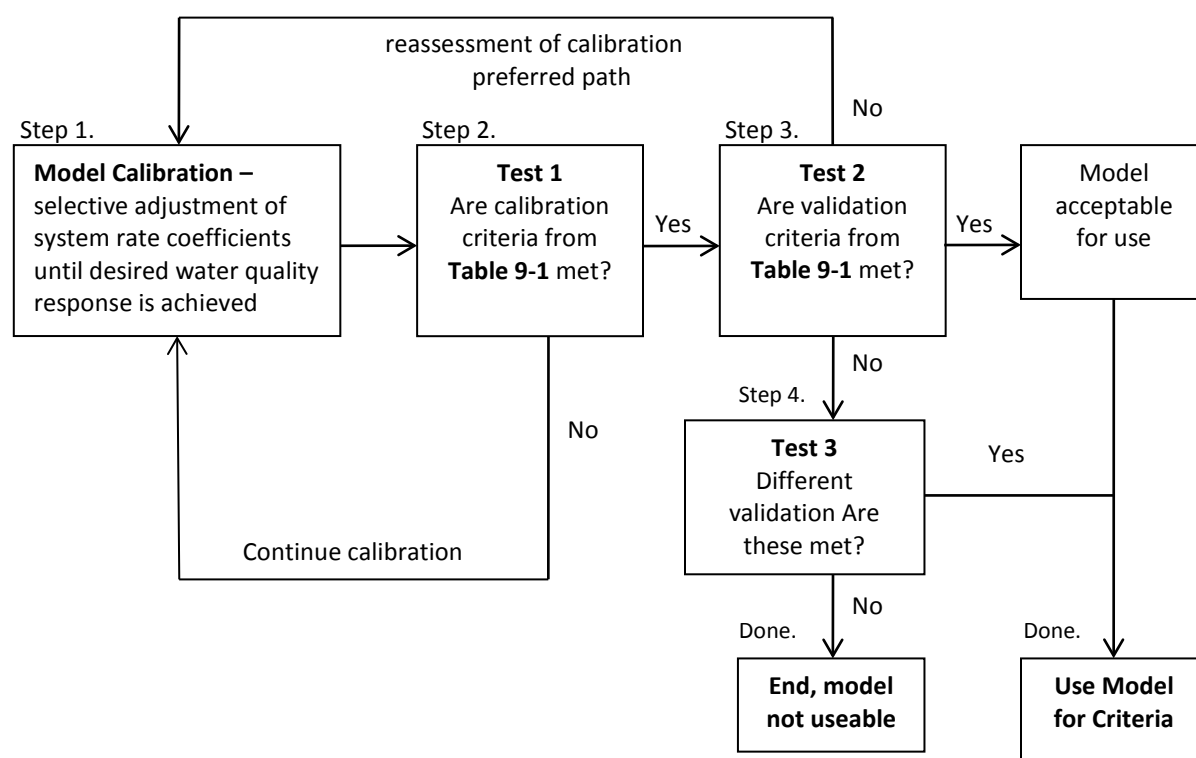 reassessment of calibration
preferred path
No
Step 1.
Step 2.
Step 3.
Model Calibration –
selective adjustment of
system rate coefficients
until desired water quality
response is achieved
Test 1
Are calibration
criteria from
Table 9-1 met?
Yes
Test 2
Are validation
criteria from
Table 9-1 met?
Yes
Model
acceptable
for use
No
No
Step 4.
Test 3
Different
validation Are
these met?
Yes
Continue calibration
No
Done.
Done.
End, model
not useable
Use Model
for Criteria